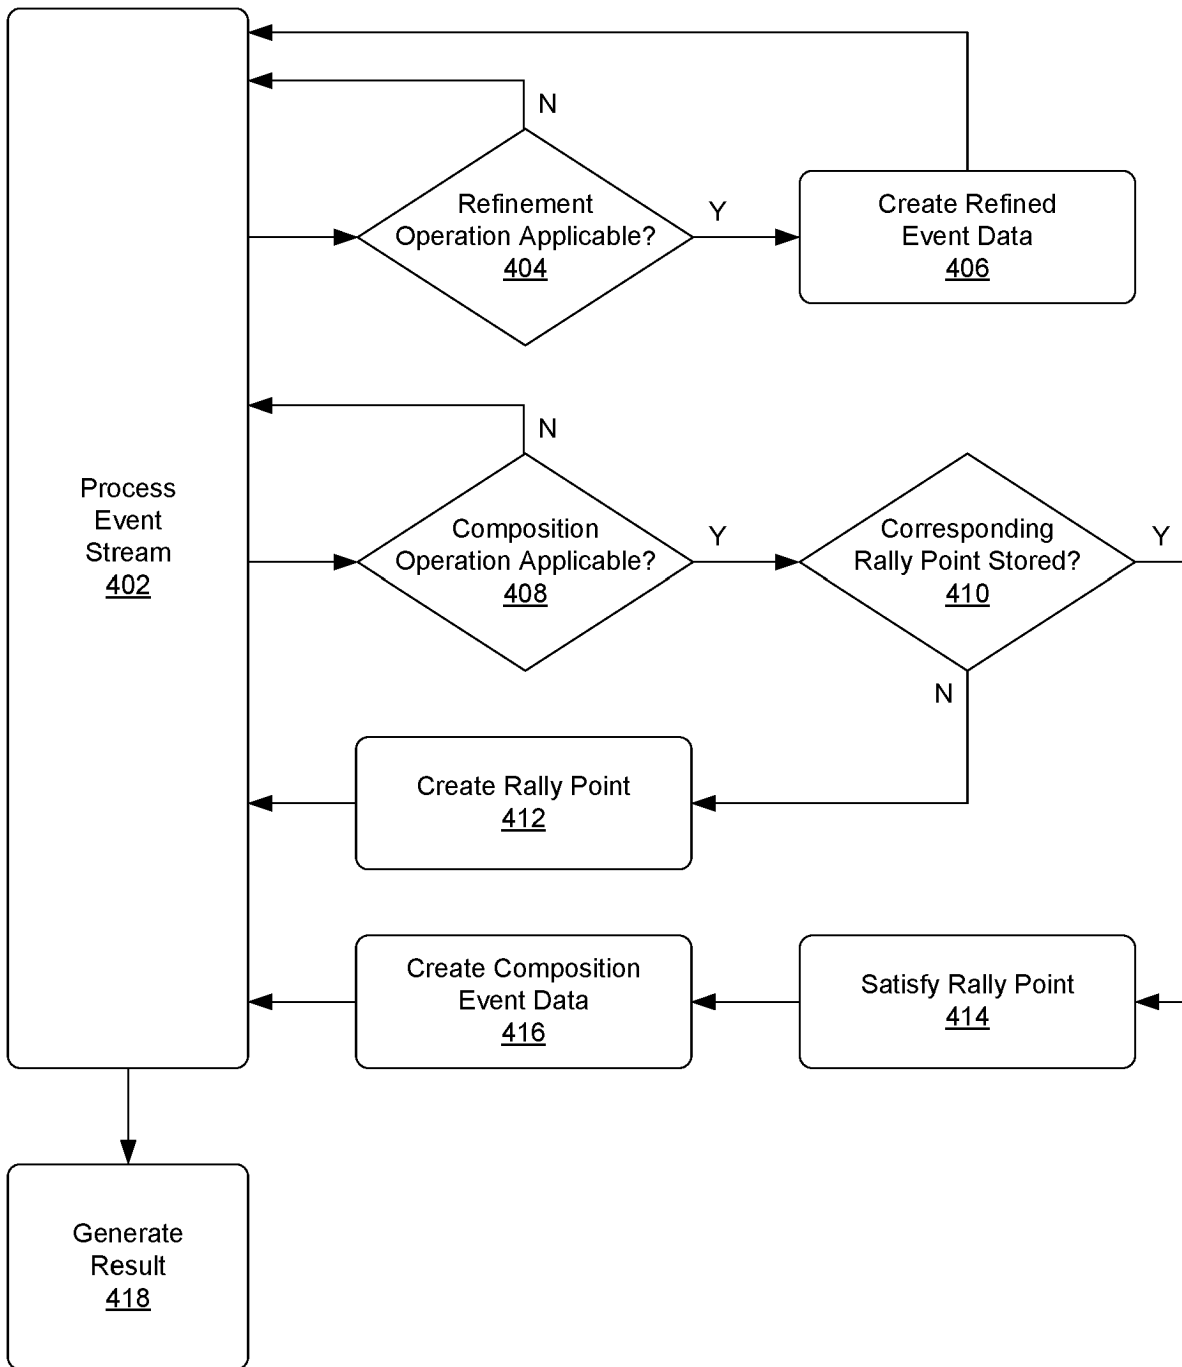 N
Refinement
Operation Applicable?
404
Y
Create Refined
Event Data
406
Process
Event
Stream
402
N
Composition
Operation Applicable?
408
Y
Corresponding
Rally Point Stored?
410
Y
N
Create Rally Point
412
Create Composition
Event Data
416
Satisfy Rally Point
414
Generate
Result
418